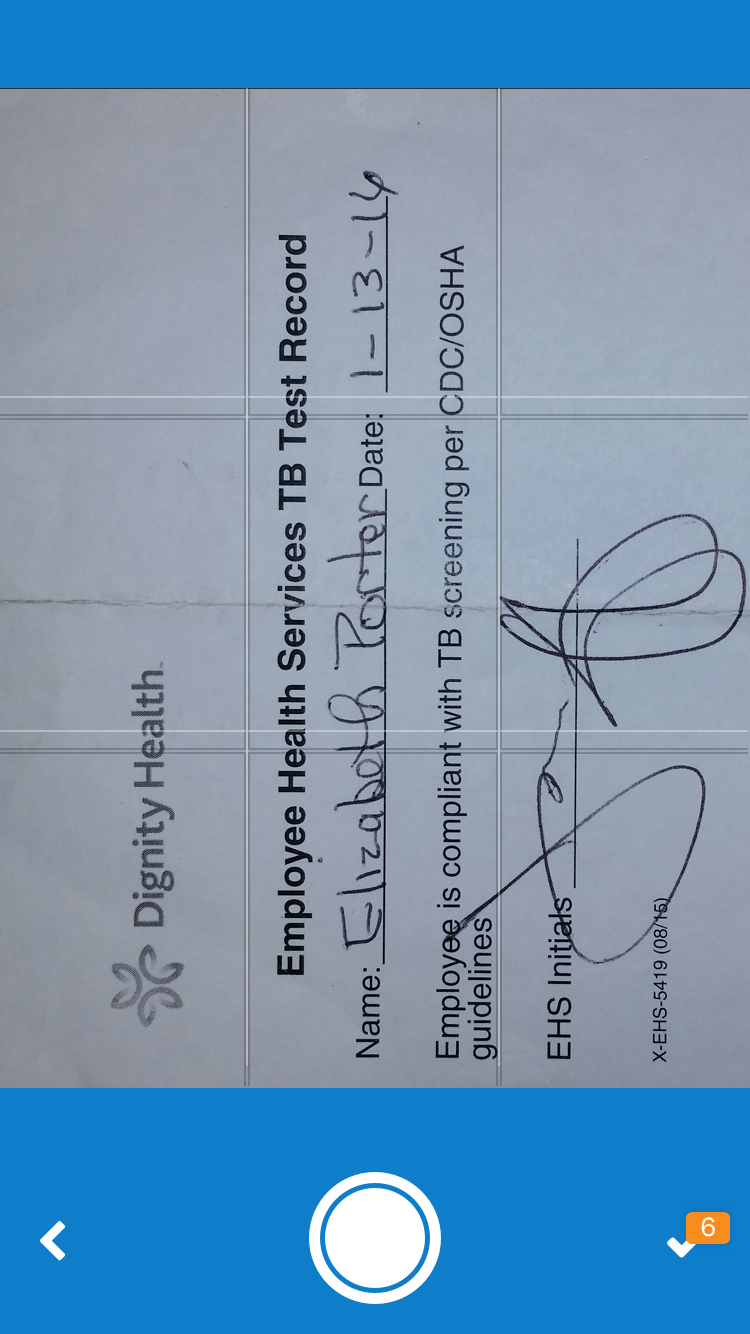 Dignity Health
Employee Health Services TB Test Record
Name: Elizabeth Porter Date: 1-13-16
Employee is compliant with TB screening per CDC/OSHA
guidelines
EHS Initials
X-EHS-5419 (08/15)
6